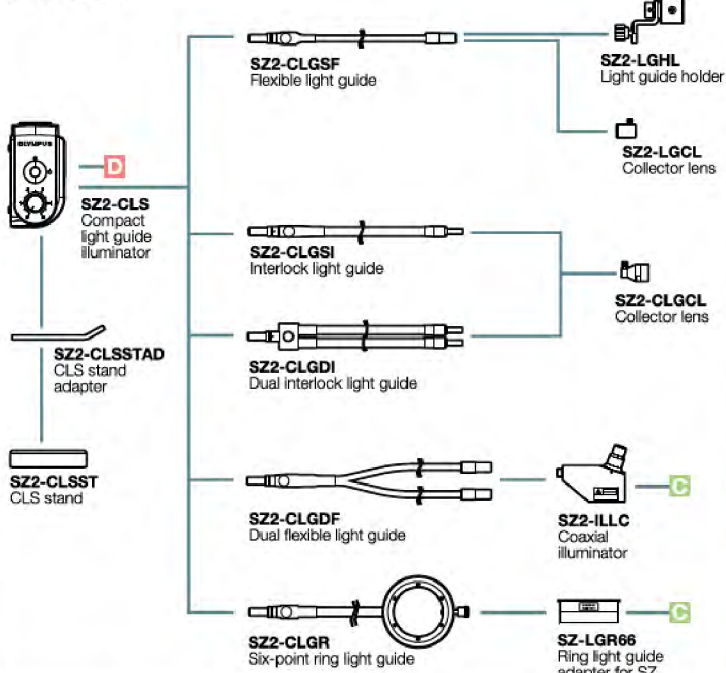 SZ2-CLGSF
Flexible light guide
SZ2-LGHL
Light guide holder
SZ2-LGCL
Collector lens
OLYMPUS
D
SZ2-CLS
Compact
light guide
illuminator
SZ2-CLGSI
Interlock light guide
SZ2-CLGCL
Collector lens
SZ2-CLSSTAD
CLS stand
adapter
SZ2-CLGDI
Dual interlock light guide
SZ2-CLSST
CLS stand
SZ2-CLGDF
Dual flexible light guide
SZ2-ILLC
Coaxial
illuminator
C
SZ2-CLGR
Six-point ring light guide
SZ-LGR66
Ring light guide
adapter for SZ
C